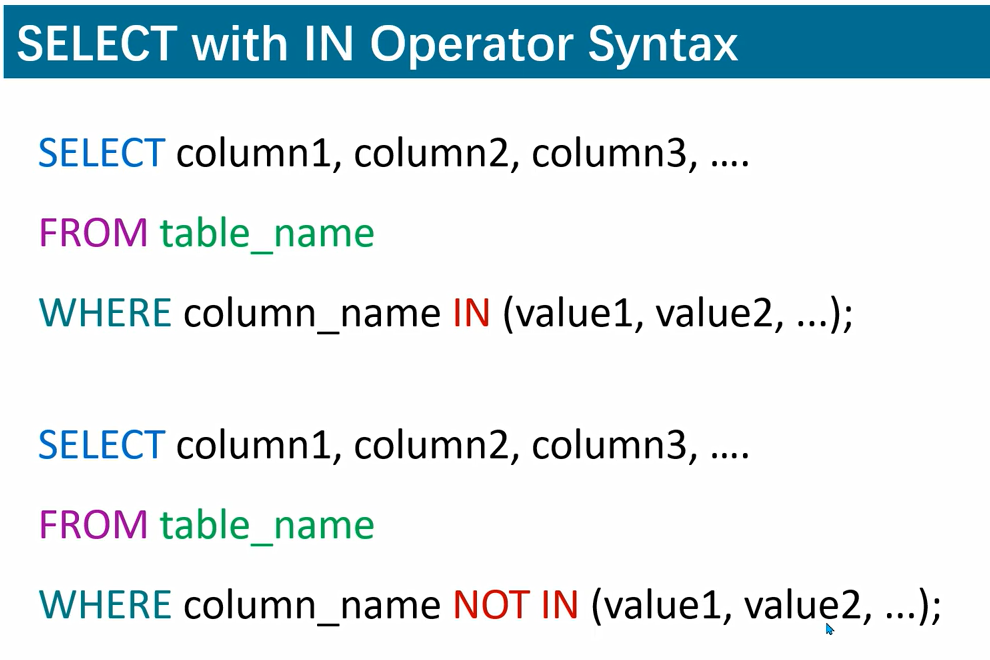 SELECT with IN Operator Syntax
SELECT column1, column2, column3, ....
FROM table_name
WHERE column_name IN (value1, value2, ...);
SELECT column1, column2, column3, ....
FROM table_name
WHERE column_name NOT IN (value1, value2, ...);